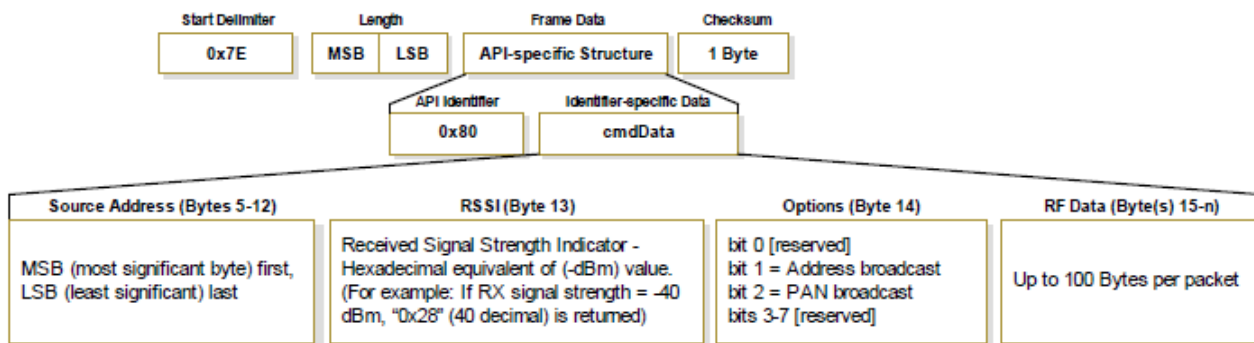 Start Delimiter Length Frame Data Checksum
0x7E MSB LSB API-specific Structure 1 Byte
API Identifier Identifier-specific Data
0x80 cmdData
Source Address (Bytes 5-12)
MSB (most significant byte) first,
LSB (least significant) last
RSSI (Byte 13)
Received Signal Strength Indicator -
Hexadecimal equivalent of (-dBm) value.
(For example: If RX signal strength = -40
dBm, “0x28” (40 decimal) is returned)
Options (Byte 14)
bit 0 [reserved]
bit 1 = Address broadcast
bit 2 = PAN broadcast
bits 3-7 [reserved]
RF Data (Byte(s) 15-n)
Up to 100 Bytes per packet